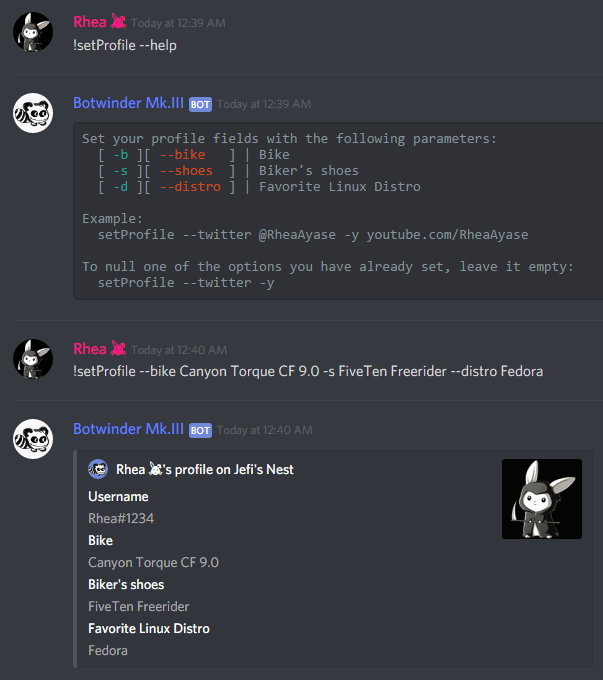 Rhea Today at 12:39 AM
!setProfile --help
Botwinder Mk.III BOT Today at 12:39 AM
Set your profile fields with the following parameters:
[ -b ][ --bike ] | Bike
[ -s ][ --shoes ] | Biker's shoes
[ -d ][ --distro ] | Favorite Linux Distro
Example:
setProfile --twitter @RheaAyase -y youtube.com/RheaAyase
To null one of the options you have already set, leave it empty:
setProfile --twitter -y
Rhea Today at 12:40 AM
!setProfile --bike Canyon Torque CF 9.0 -s FiveTen Freerider --distro Fedora
Botwinder Mk.III BOT Today at 12:40 AM
Rhea 's profile on Jefi's Nest
Username
Rhea#1234
Bike
Canyon Torque CF 9.0
Biker's shoes
FiveTen Freerider
Favorite Linux Distro
Fedora